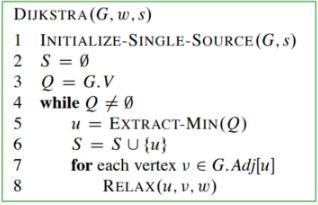 DIJKSTRA(G, w, s)
1 INITIALIZE-SINGLE-SOURCE(G, s)
2 S = ∅
3 Q = G.V
4 while Q ≠ ∅
5 u = EXTRACT-MIN(Q)
6 S = S ∪ {u}
7 for each vertex v ∈ G.Adj[u]
8 RELAX(u, v, w)